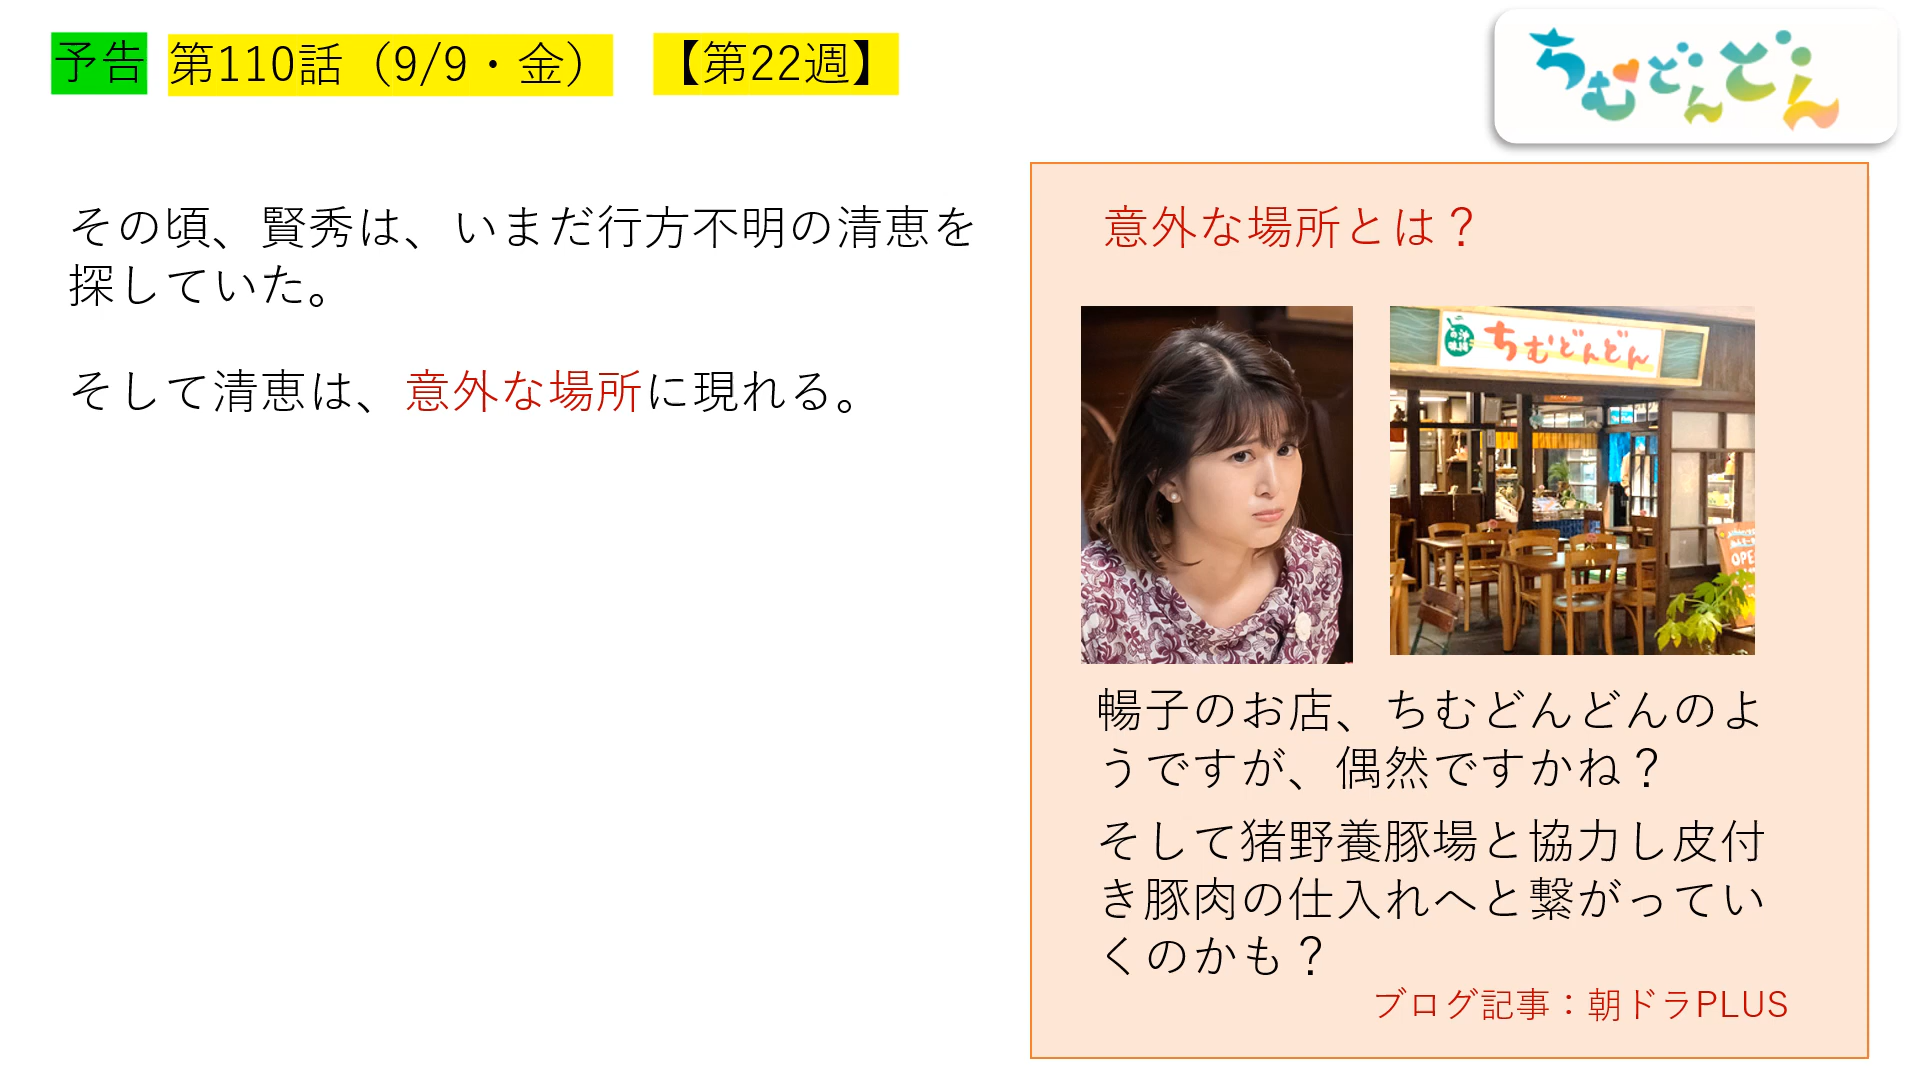 予告 第110話（9/9・金） 【第22週】
ちむどんどん
その頃、賢秀は、いまだ行方不明の清恵を
探していた。
そして清恵は、意外な場所に現れる。
意外な場所とは？
ちむどんどん
OPE
暢子のお店、ちむどんどんのよ
うですが、偶然ですかね？
そして猪野養豚場と協力し皮付
き豚肉の仕入れへと繋がってい
くのかも？
ブログ記事：朝ドラPLUS